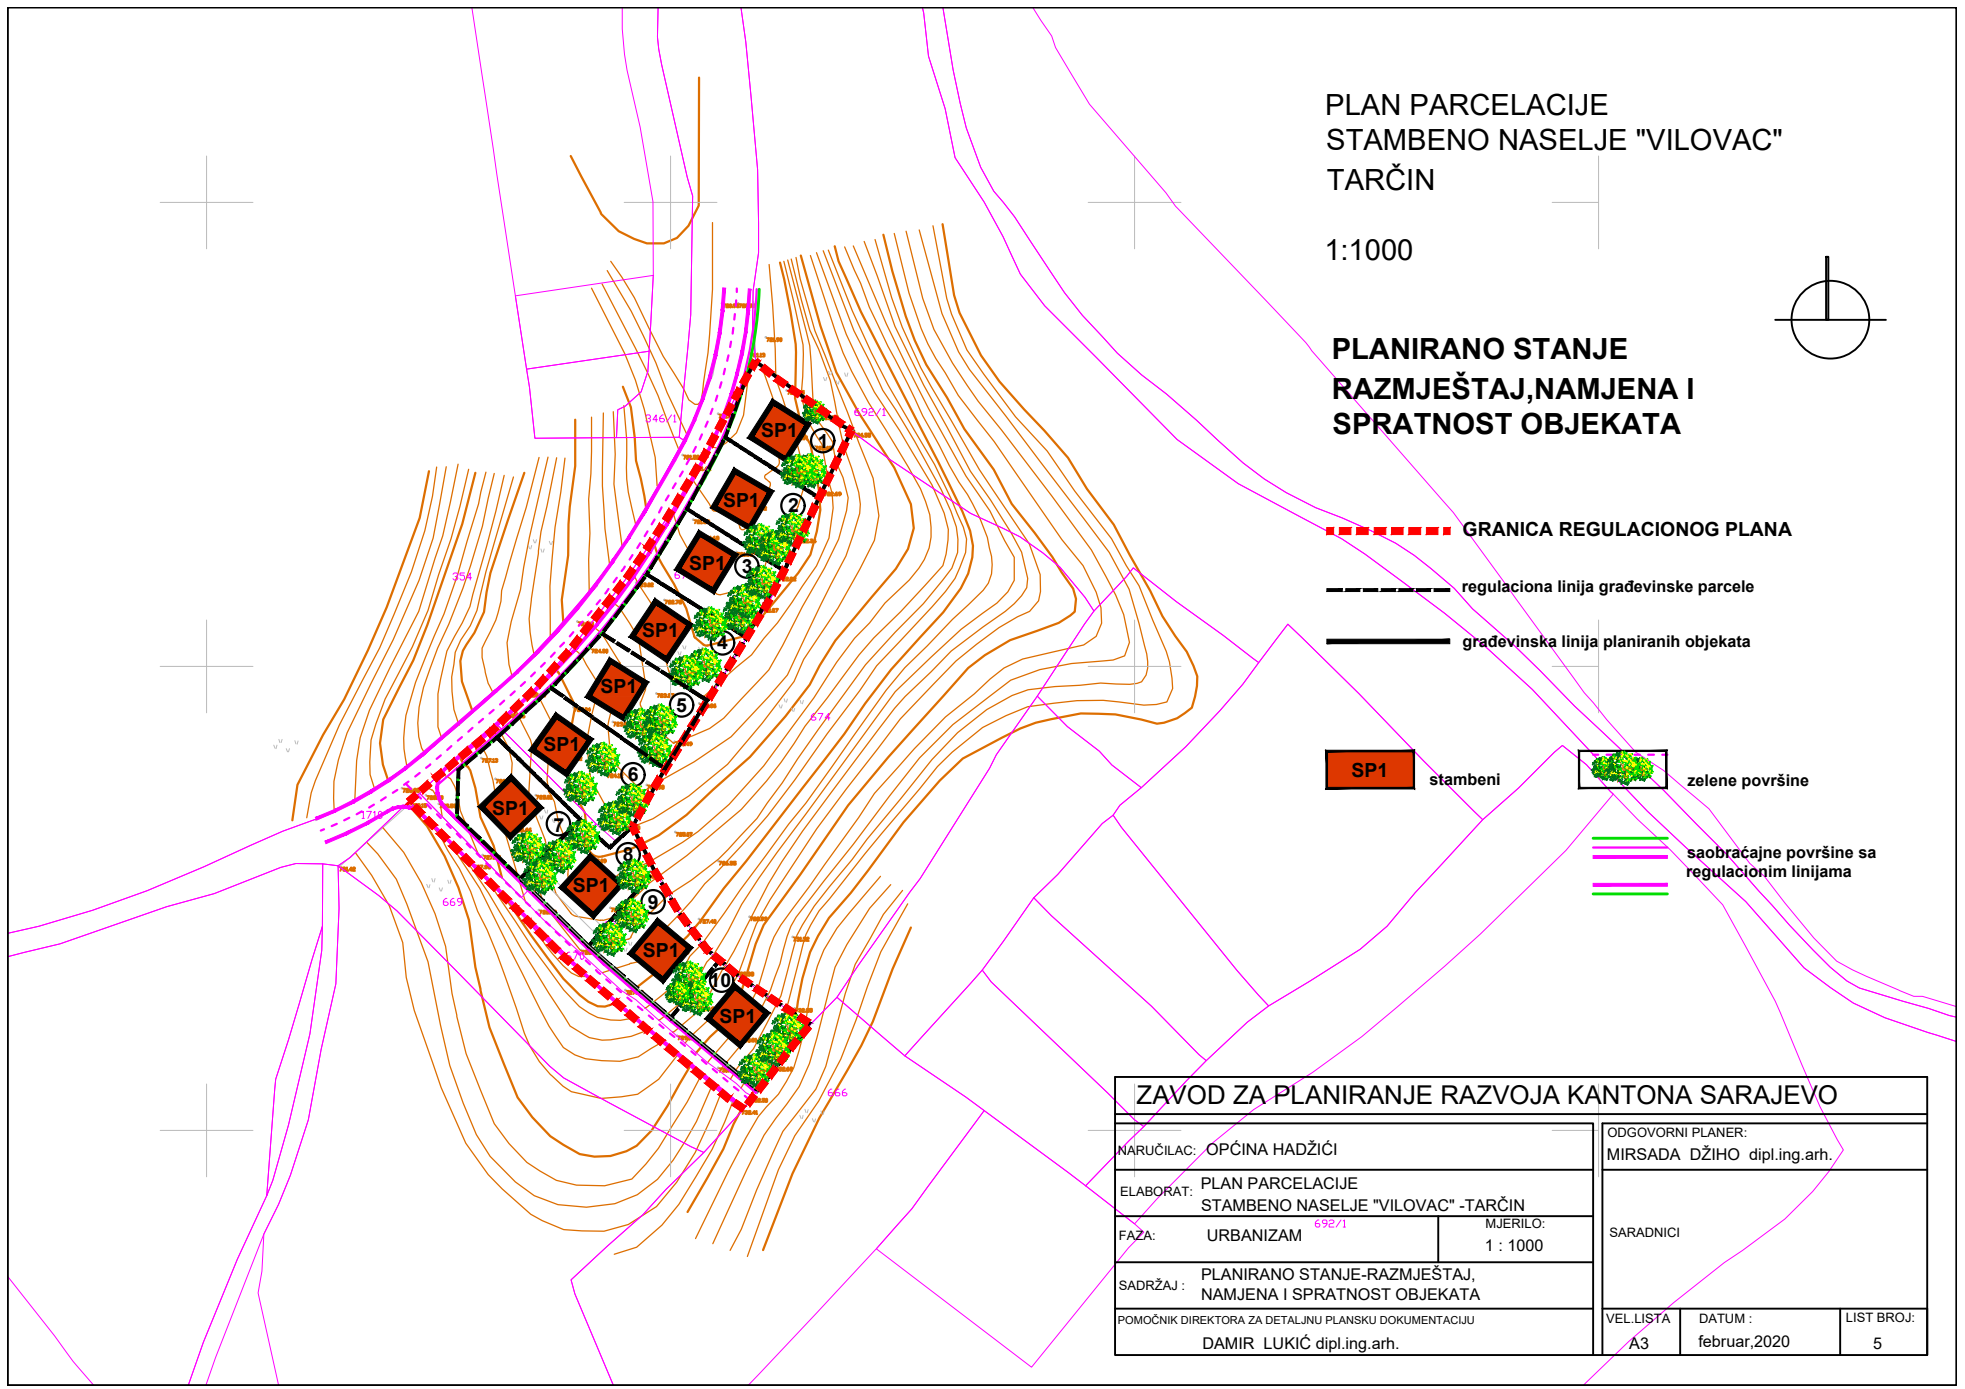 PLAN PARCELACIJE
STAMBENO NASELJE "VILOVAC"
TARČIN
1:1000
PLANIRANO STANJE
RAZMJEŠTAJ,NAMJENA I
SPRATNOST OBJEKATA
GRANICA REGULACIONOG PLANA
regulaciona linija građevinske parcele
građevinska linija planiranih objekata
SP1
stambeni
zelene površine
saobraćajne površine sa
regulacionim linijama
346/1
692/1
354
674
1718
669
666
SP1
1
SP1
2
SP1
3
SP1
4
SP1
5
SP1
6
SP1
7
8
SP1
9
SP1
10
SP1
ZAVOD ZA PLANIRANJE RAZVOJA KANTONA SARAJEVO
NARUČILAC: OPĆINA HADŽIĆI
ELABORAT: PLAN PARCELACIJE
STAMBENO NASELJE "VILOVAC" -TARČIN
FAZA: URBANIZAM
692/1
MJERILO:
1 : 1000
SADRŽAJ : PLANIRANO STANJE-RAZMJEŠTAJ,
NAMJENA I SPRATNOST OBJEKATA
POMOČNIK DIREKTORA ZA DETALJNU PLANSKU DOKUMENTACIJU
DAMIR LUKIĆ dipl.ing.arh.
ODGOVORNI PLANER:
MIRSADA DŽIHO dipl.ing.arh.
SARADNICI
VEL.LISTA
A3
DATUM :
februar,2020
LIST BROJ:
5